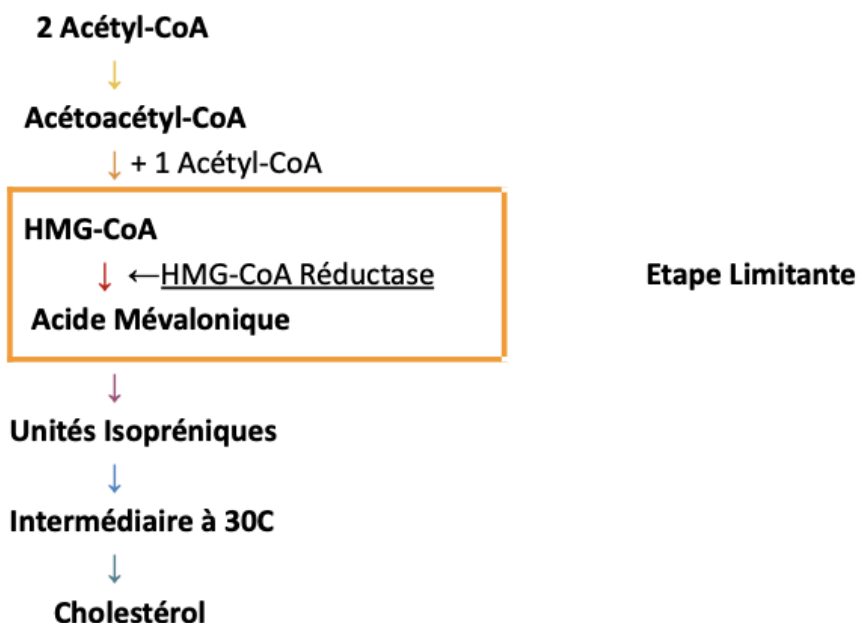 2 Acétyl-CoA
↓
Acétoacétyl-CoA
↓ + 1 Acétyl-CoA
HMG-CoA
↓ ←HMG-CoA Réductase
Etape Limitante
Acide Mévalonique
↓
Unités Isopréniques
↓
Intermédiaire à 30C
↓
Cholestérol